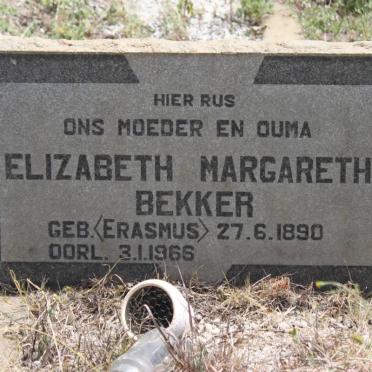 HIER RUS
ONS MOEDER EN OUMA
ELIZABETH MARGARETH
BEKKER
GEB. <ERASMUS> 27.6.1890
OORL. 3.1.1966